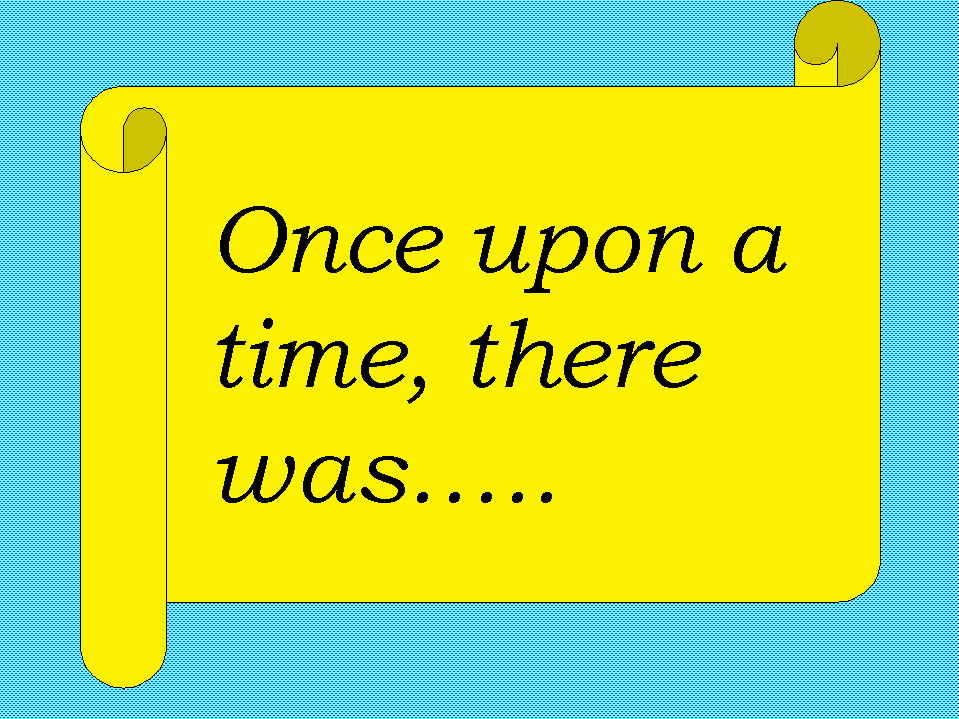 Once upon a
time, there
was.....